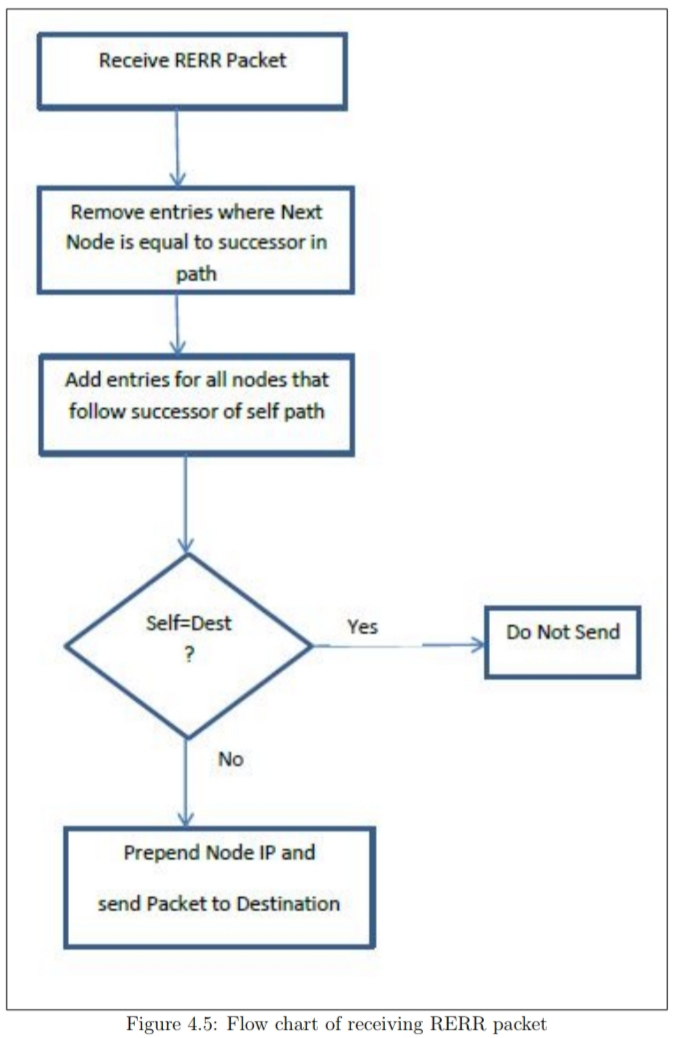 Receive RERR Packet
Remove entries where Next
Node is equal to successor in
path
Add entries for all nodes that
follow successor of self path
Self=Dest
?
Yes
Do Not Send
No
Prepend Node IP and
send Packet to Destination
Figure 4.5: Flow chart of receiving RERR packet